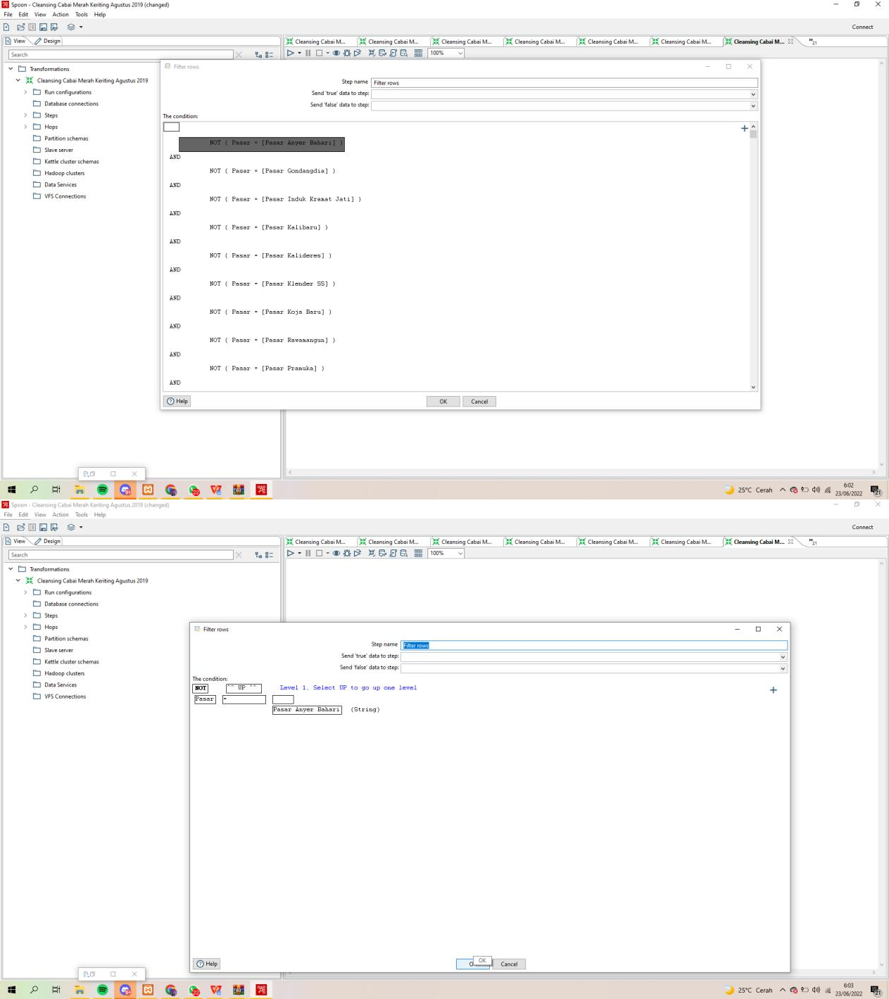 Spoon - Cleansing Cabai Merah Keriting Agustus 2019 (changed)
File Edit View Action Tools Help
Connect
View Design
Cleansing Cabai M... Cleansing Cabai M... Cleansing Cabai M... Cleansing Cabai M... Cleansing Cabai M... Cleansing Cabai M... Cleansing Cabai M... 21
Search
100%
Transformations
Cleansing Cabai Merah Keriting Agustus 2019
Run configurations
Database connections
Steps
Hops
Partition schemas
Slave server
Kettle cluster schemas
Hadoop clusters
Data Services
VFS Connections
Filter rows
Step name Filter rows
Send 'true' data to step:
Send 'false' data to step:
The condition:
NOT ( Pasar = [Pasar Anyer Bahari] )
AND
NOT ( Pasar = [Pasar Gondangdia] )
AND
NOT ( Pasar = [Pasar Induk Kramat Jati] )
AND
NOT ( Pasar = [Pasar Kalibaru] )
AND
NOT ( Pasar = [Pasar Kalideres] )
AND
NOT ( Pasar = [Pasar Klender SS] )
AND
NOT ( Pasar = [Pasar Koja Baru] )
AND
NOT ( Pasar = [Pasar Rawamangun] )
AND
NOT ( Pasar = [Pasar Pramuka] )
AND
Help OK Cancel
25°C Cerah 6:02
23/06/2022 21
Spoon - Cleansing Cabai Merah Keriting Agustus 2019 (changed)
File Edit View Action Tools Help
Connect
View Design
Cleansing Cabai M... Cleansing Cabai M... Cleansing Cabai M... Cleansing Cabai M... Cleansing Cabai M... Cleansing Cabai M... Cleansing Cabai M... 21
Search
100%
Transformations
Cleansing Cabai Merah Keriting Agustus 2019
Run configurations
Database connections
Steps
Hops
Partition schemas
Slave server
Kettle cluster schemas
Hadoop clusters
Data Services
VFS Connections
Filter rows
Step name Filter rows
Send 'true' data to step:
Send 'false' data to step:
The condition:
NOT ^^ UP ^^ Level 1, Select UP to go up one level
Pasar =
Pasar Anyer Bahari (String)
Help OK Cancel
25°C Cerah 6:03
23/06/2022 21